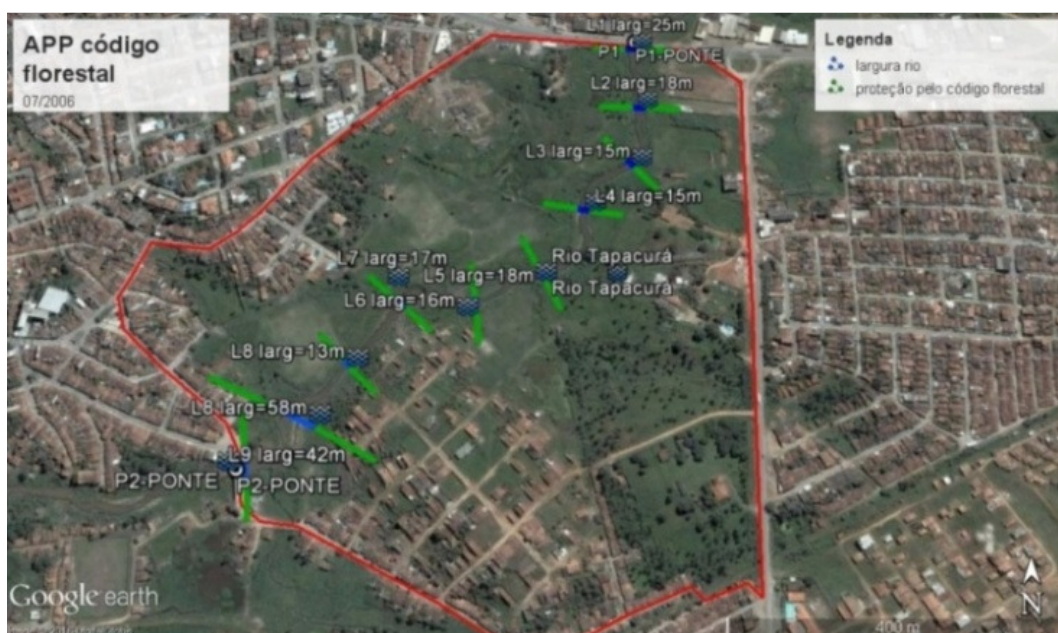 APP código
florestal
07/2006
Legenda
largura rio
proteção pelo código florestal
L1 larg=25m
P1
P1-PONTE
L2 larg=18m
L3 larg=15m
L4 larg=15m
Rio Tapacurá
L7 larg=17m
L5 larg=18m
Rio Tapacurá
L6 larg=16m
L8 larg=13m
L8 larg=58m
L9 larg=42m
P2-PONTE
P2-PONTE
Google earth
N
400 m